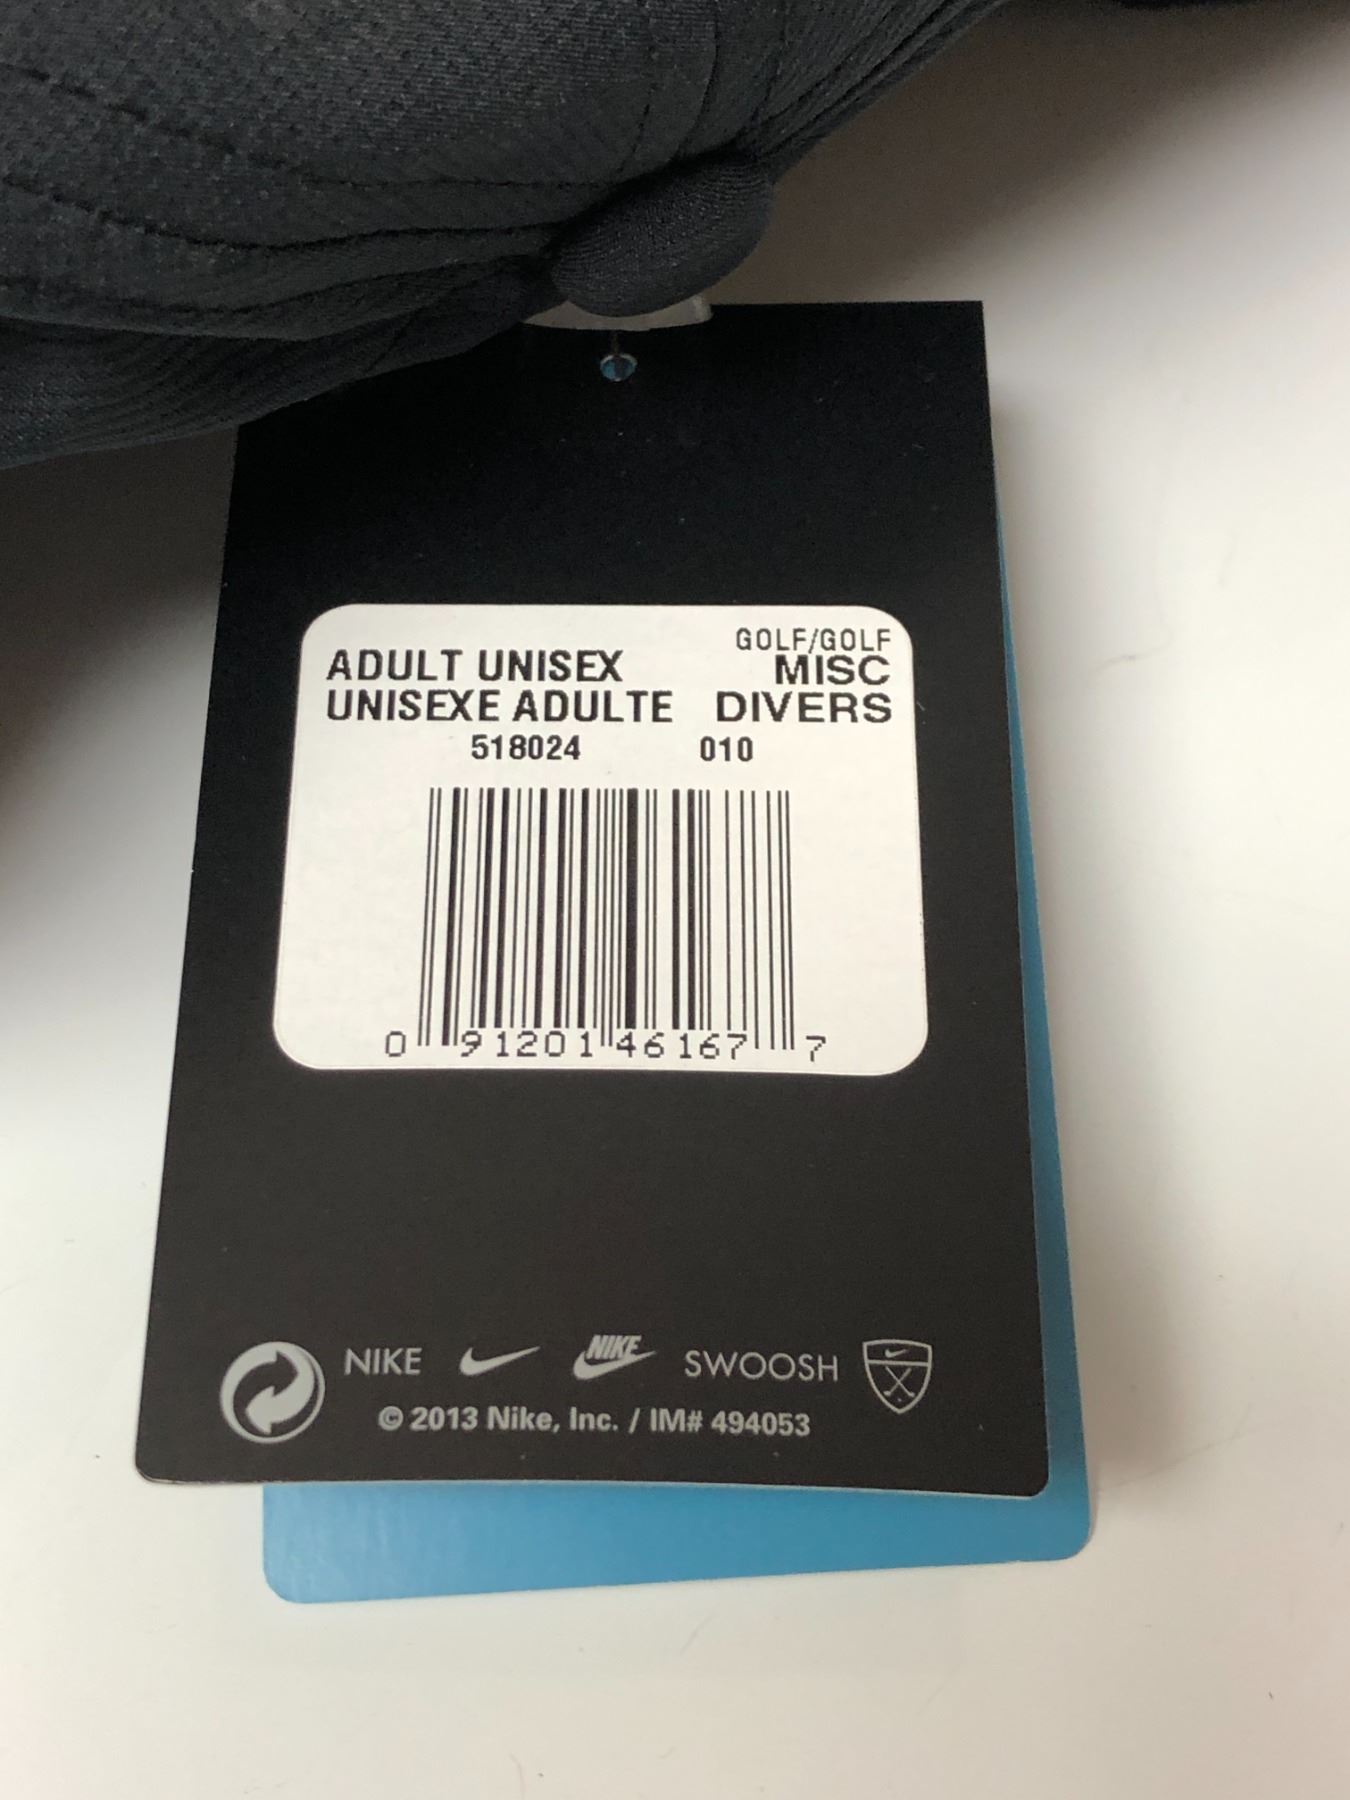 GOLF/GOLF
ADULT UNISEX MISC
UNISEXE ADULTE DIVERS
518024 010
0 91201 46167 7
NIKE NIKE SWOOSH
© 2013 Nike, Inc. / IM# 494053